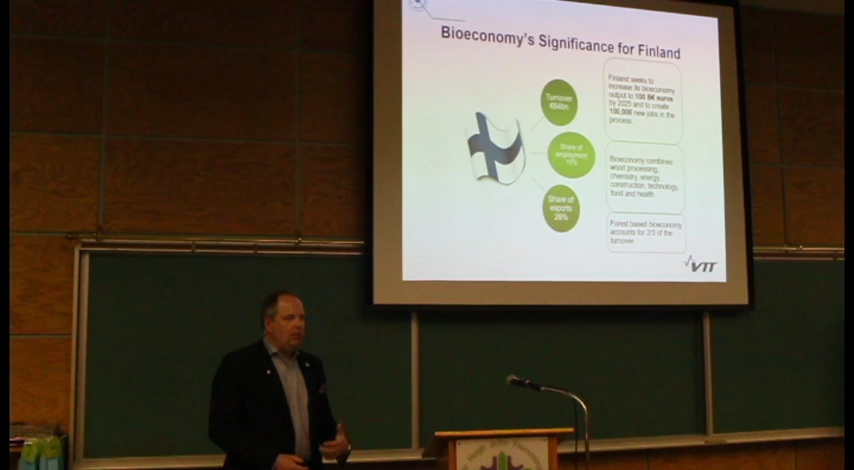 Bioeconomy's Significance for Finland
Turnover
€64bn
Share of
employment
11%
Share of
exports
26%
Finland seeks to
increase its bioeconomy
output to 100 B€ euros
by 2025 and to create
100,000 new jobs in the
process.
Bioeconomy combines
wood processing,
chemistry, energy,
construction, technology,
food and health
Forest based bioeconomy
accounts for 2/3 of the
turnover
VTT